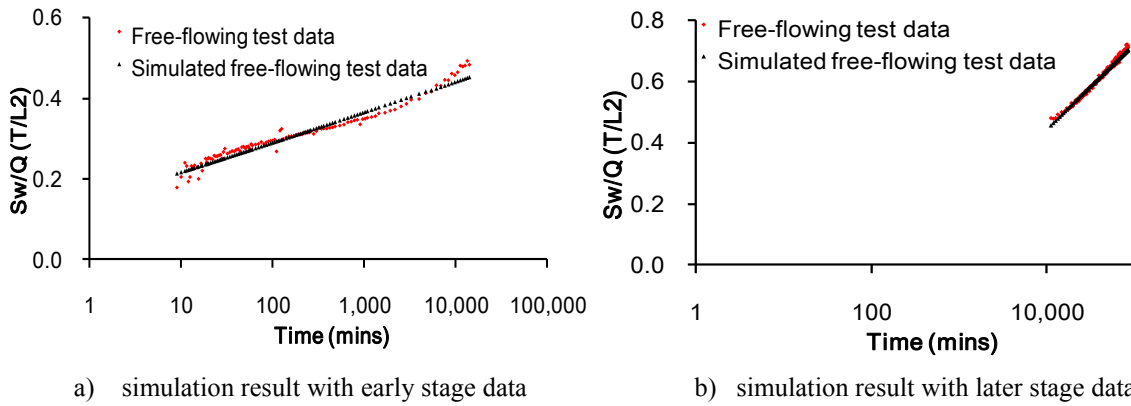 0.6
0.4
0.2
0.0
Sw/Q (T/L2)
Free-flowing test data
Simulated free-flowing test data
1 10 100 1,000 10,000 100,000
Time (mins)
a) simulation result with early stage data
0.8
0.6
0.4
0.2
0.0
Sw/Q (T/L2)
Free-flowing test data
Simulated free-flowing test data
1 100 10,000
Time (mins)
b) simulation result with later stage data